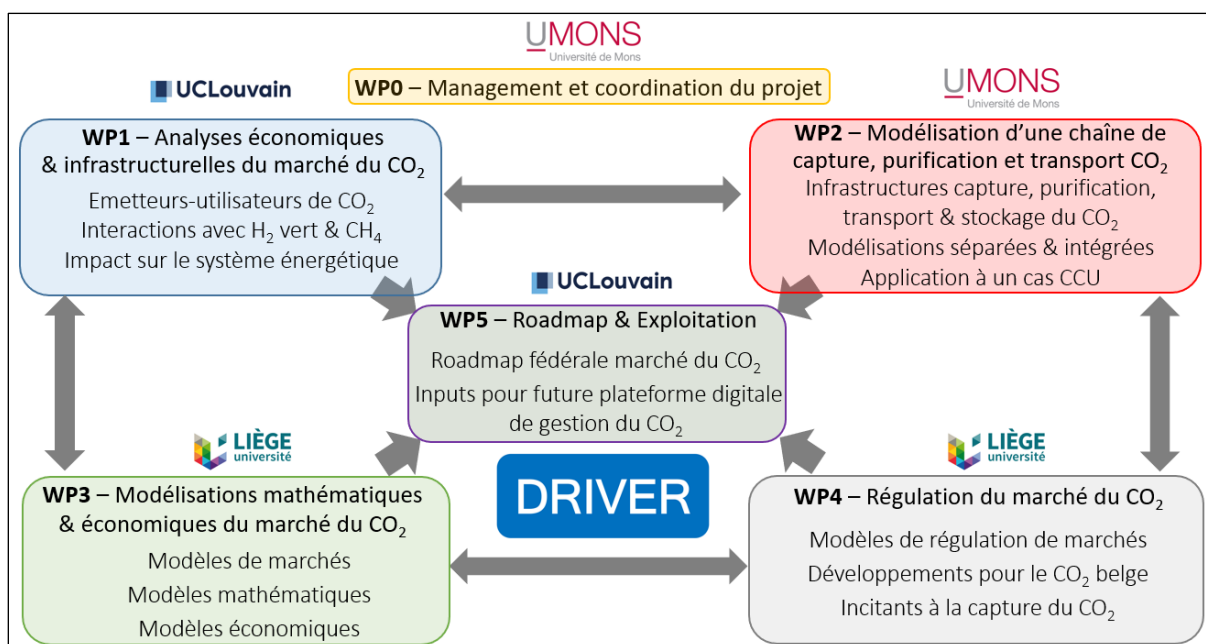 UMONS
Université de Mons
WP0 – Management et coordination du projet
UCLouvain
WP1 – Analyses économiques
& infrastructurelles du marché du CO₂
Emetteurs-utilisateurs de CO₂
Interactions avec H₂ vert & CH₄
Impact sur le système énergétique
UMONS
Université de Mons
WP2 – Modélisation d’une chaîne de
capture, purification et transport CO₂
Infrastructures capture, purification,
transport & stockage du CO₂
Modélisations séparées & intégrées
Application à un cas CCU
UCLouvain
WP5 – Roadmap & Exploitation
Roadmap fédérale marché du CO₂
Inputs pour future plateforme digitale
de gestion du CO₂
LIÈGE
université
WP3 – Modélisations mathématiques
& économiques du marché du CO₂
Modèles de marchés
Modèles mathématiques
Modèles économiques
DRIVER
LIÈGE
université
WP4 – Régulation du marché du CO₂
Modèles de régulation de marchés
Développements pour le CO₂ belge
Incitants à la capture du CO₂